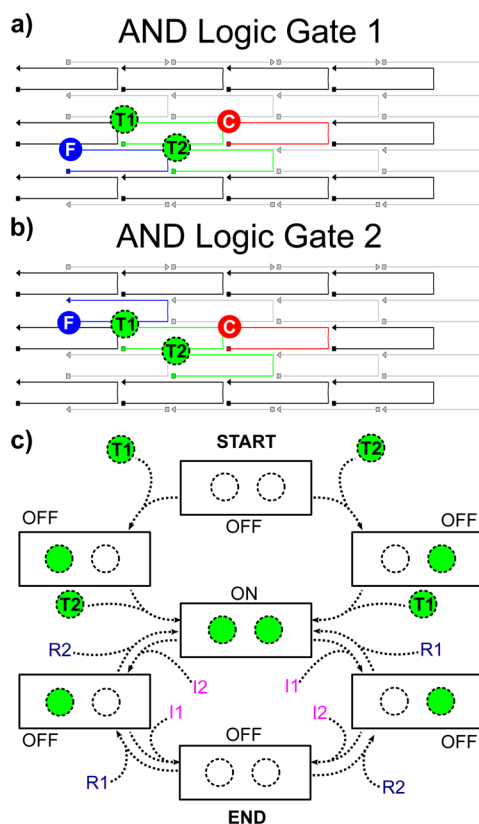 a) AND Logic Gate 1
T1
C
F
T2
b) AND Logic Gate 2
F
T1
C
T2
c)
START
T1
T2
OFF
OFF
OFF
ON
T2
T1
R2
R1
I2
I1
I1
I2
OFF
OFF
OFF
R1
R2
END